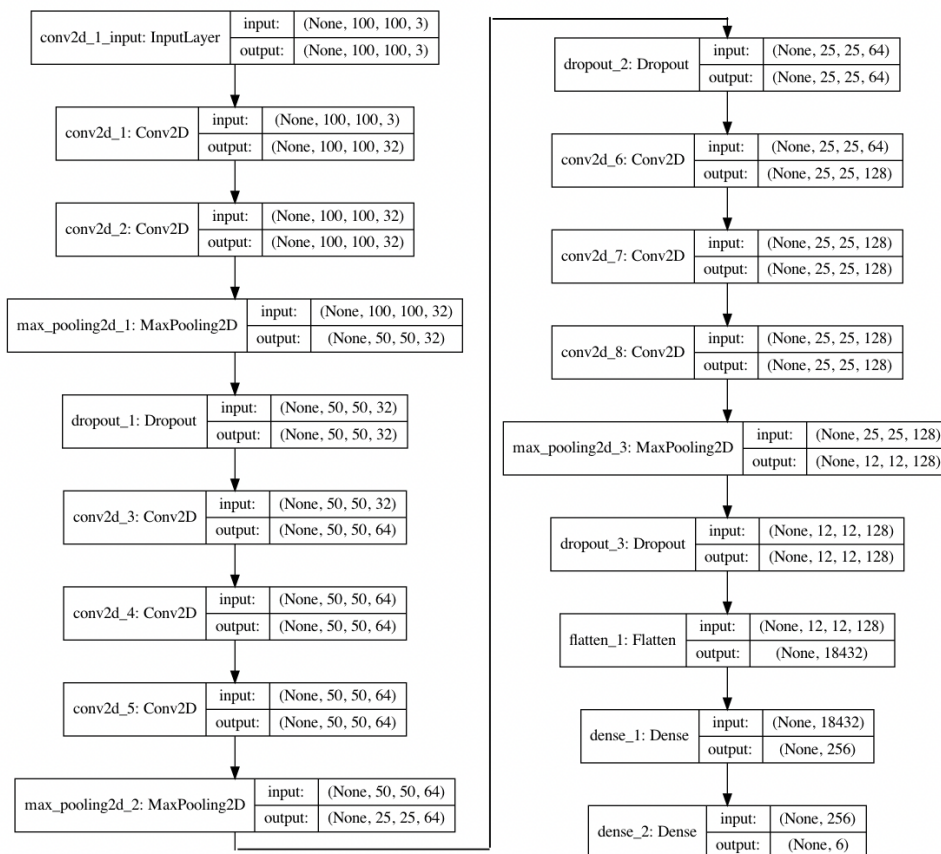 conv2d_1_input: InputLayer
input: (None, 100, 100, 3)
output: (None, 100, 100, 3)
conv2d_1: Conv2D
input: (None, 100, 100, 3)
output: (None, 100, 100, 32)
conv2d_2: Conv2D
input: (None, 100, 100, 32)
output: (None, 100, 100, 32)
max_pooling2d_1: MaxPooling2D
input: (None, 100, 100, 32)
output: (None, 50, 50, 32)
dropout_1: Dropout
input: (None, 50, 50, 32)
output: (None, 50, 50, 32)
conv2d_3: Conv2D
input: (None, 50, 50, 32)
output: (None, 50, 50, 64)
conv2d_4: Conv2D
input: (None, 50, 50, 64)
output: (None, 50, 50, 64)
conv2d_5: Conv2D
input: (None, 50, 50, 64)
output: (None, 50, 50, 64)
max_pooling2d_2: MaxPooling2D
input: (None, 50, 50, 64)
output: (None, 25, 25, 64)
dropout_2: Dropout
input: (None, 25, 25, 64)
output: (None, 25, 25, 64)
conv2d_6: Conv2D
input: (None, 25, 25, 64)
output: (None, 25, 25, 128)
conv2d_7: Conv2D
input: (None, 25, 25, 128)
output: (None, 25, 25, 128)
conv2d_8: Conv2D
input: (None, 25, 25, 128)
output: (None, 25, 25, 128)
max_pooling2d_3: MaxPooling2D
input: (None, 25, 25, 128)
output: (None, 12, 12, 128)
dropout_3: Dropout
input: (None, 12, 12, 128)
output: (None, 12, 12, 128)
flatten_1: Flatten
input: (None, 12, 12, 128)
output: (None, 18432)
dense_1: Dense
input: (None, 18432)
output: (None, 256)
dense_2: Dense
input: (None, 256)
output: (None, 6)